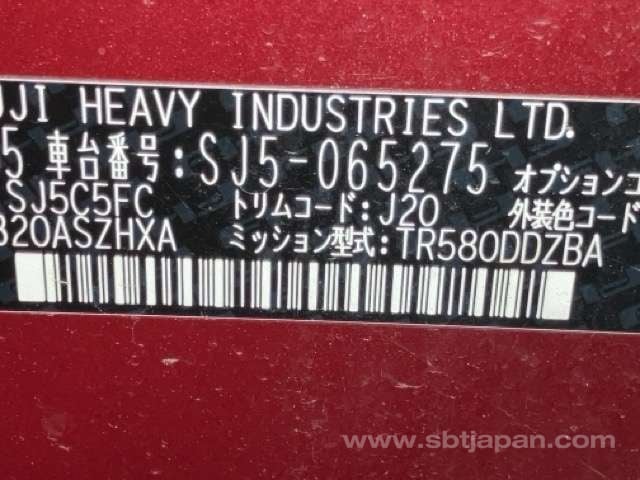 JI HEAVY INDUSTRIES LTD.
5 車台番号:SJ5-065275 オプションコ
SJ5C5FC トリムコード:J20 外装色コード
B20ASZHXA ミッション型式:TR580DDZBA
www.sbtjapan.com